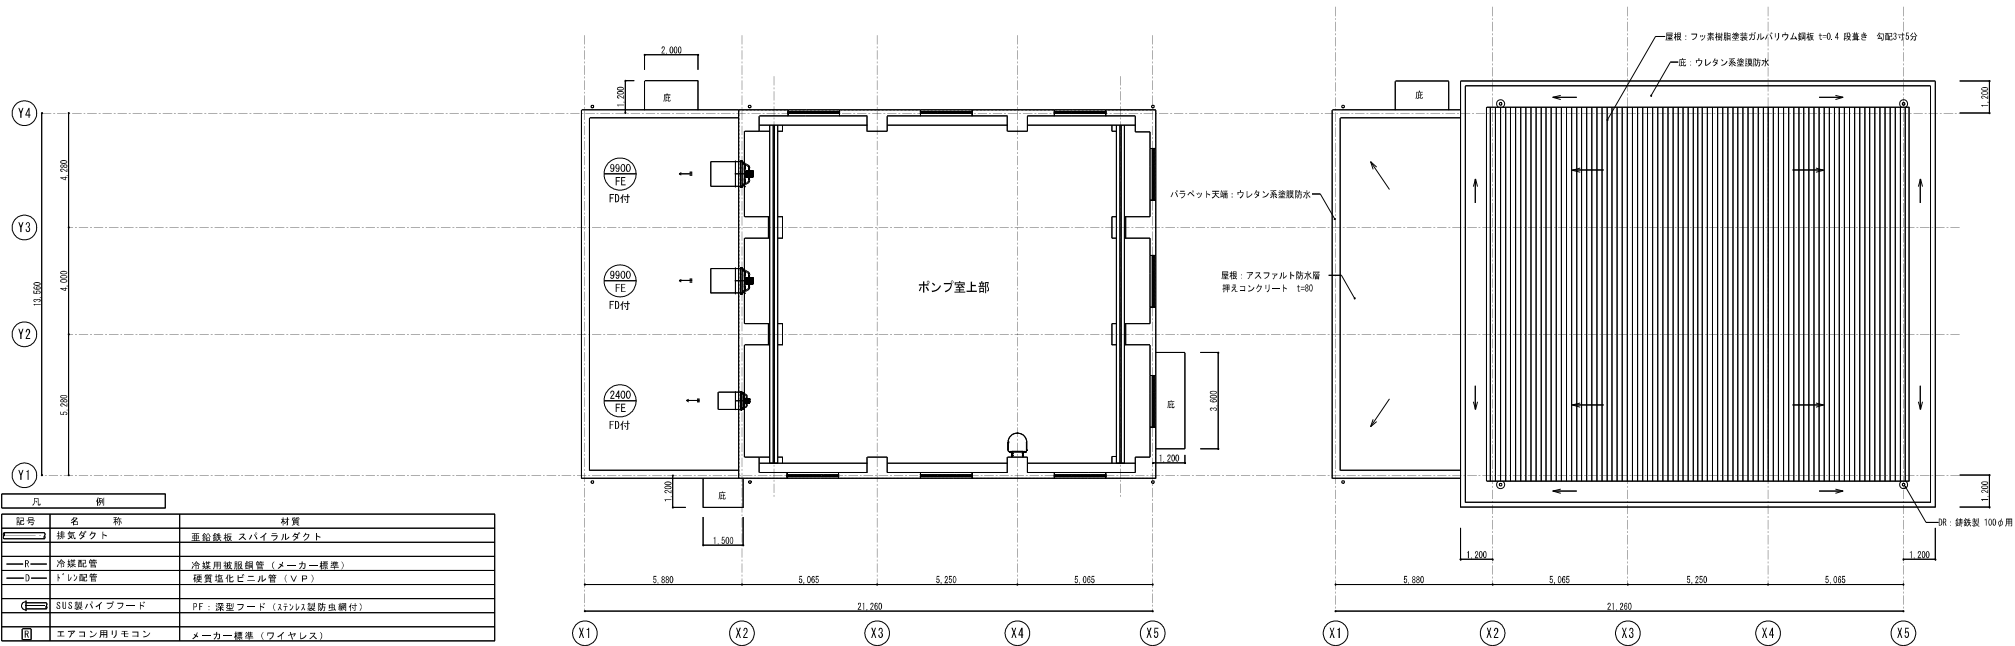 2,000
1,200
庇
Y4
Y3
Y2
Y1
4,280
4,000
5,280
13,560
9900
FE
FD付
9900
FE
FD付
2400
FE
FD付
ポンプ室上部
庇
3,600
1,200
1,200
庇
1,500
5,880
5,065
5,250
5,065
21,260
X1
X2
X3
X4
X5
屋根：フッ素樹脂塗装ガルバリウム鋼板 t=0.4 段葺き 勾配3寸5分
庇：ウレタン系塗膜防水
庇
1,200
パラペット天端：ウレタン系塗膜防水
屋根：アスファルト防水層
押えコンクリート t=80
1,200
DR：鋳鉄製 100φ用
1,200
1,200
5,880
5,065
5,250
5,065
21,260
X1
X2
X3
X4
X5
凡 例
記号 名 称 材質
排気ダクト 亜鉛鉄板 スパイラルダクト
R 冷媒配管 冷媒用被服銅管（メーカー標準）
D ﾄﾞﾚﾝ配管 硬質塩化ビニル管（ＶＰ）
SUS製パイプフード PF：深型フード（ｽﾃﾝﾚｽ製防虫網付）
R エアコン用リモコン メーカー標準（ワイヤレス）